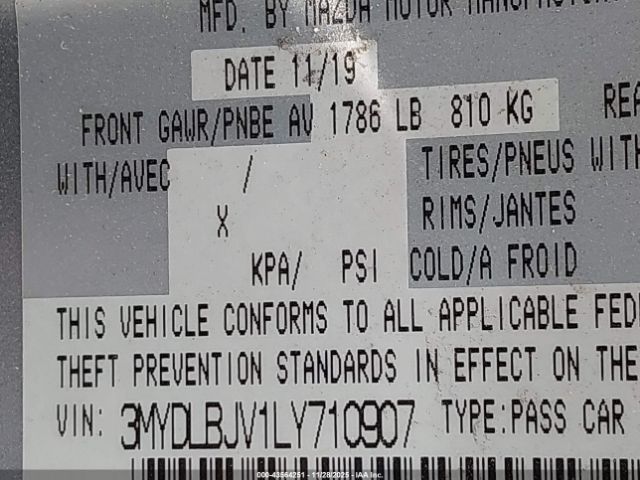 MFD. BY MAZDA MOTOR
DATE 11/19
FRONT GAWR/PNBE AV 1786 LB 810 KG
WITH/AVEC / TIRES/PNEUS WITH
X RIMS/JANTES
KPA/ PSI COLD/A FROID
THIS VEHICLE CONFORMS TO ALL APPLICABLE
THEFT PREVENTION STANDARDS IN EFFECT ON THE
VIN: 3MYDLBJV1LY710907 TYPE:PASS CAR
000-43564251 - 11/28/2025 - IAAI.COM